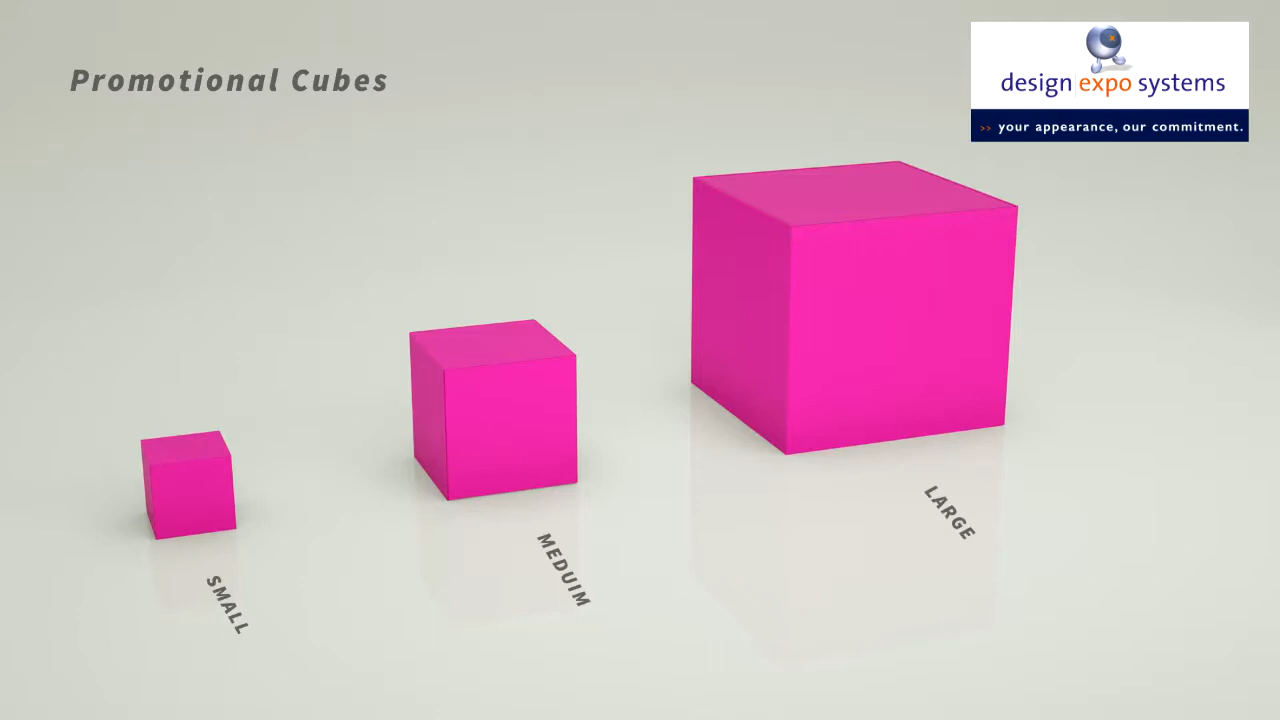 Promotional Cubes
design expo systems
>> your appearance, our commitment.
SMALL
MEDUIM
LARGE